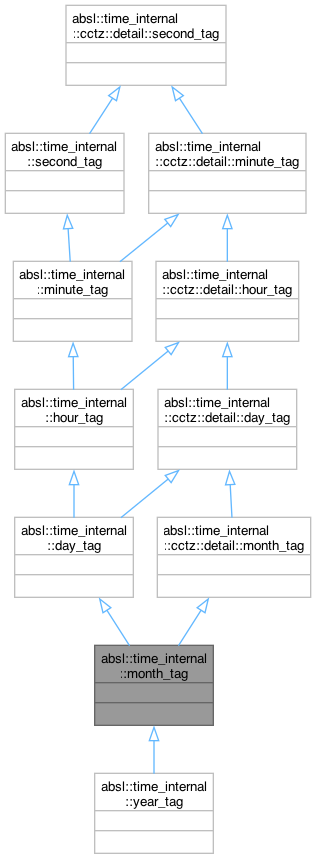 absl::time_internal
::cctz::detail::second_tag
absl::time_internal
::second_tag
absl::time_internal
::cctz::detail::minute_tag
absl::time_internal
::minute_tag
absl::time_internal
::cctz::detail::hour_tag
absl::time_internal
::hour_tag
absl::time_internal
::cctz::detail::day_tag
absl::time_internal
::day_tag
absl::time_internal
::cctz::detail::month_tag
absl::time_internal
::month_tag
absl::time_internal
::year_tag